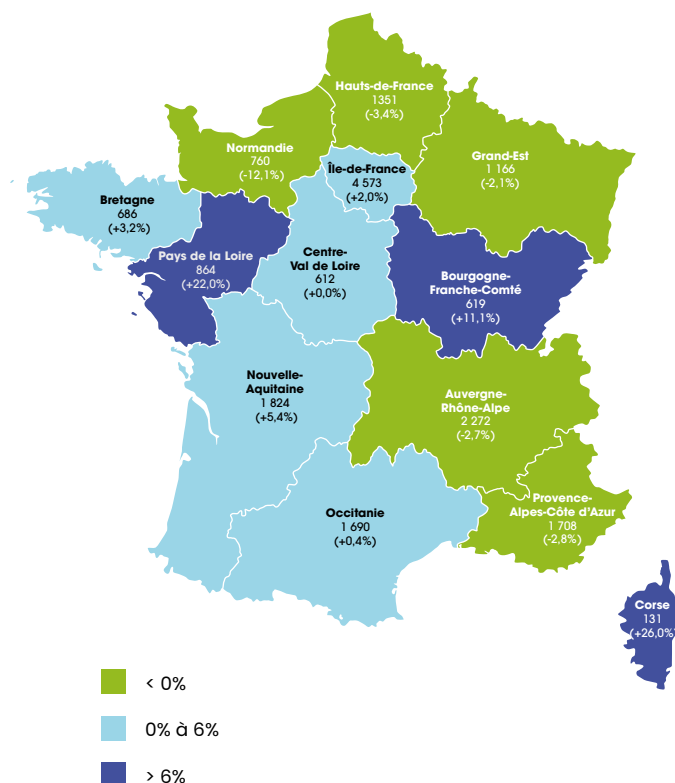 Hauts-de-France
1351
(-3,4%)
Normandie
760
(-12,1%)
Île-de-France
4 573
(+2,0%)
Grand-Est
1 166
(-2,1%)
Bretagne
686
(+3,2%)
Pays de la Loire
864
(+22,0%)
Centre-
Val de Loire
612
(+0,0%)
Bourgogne-
Franche-Comté
619
(+11,1%)
Nouvelle-
Aquitaine
1 824
(+5,4%)
Auvergne-
Rhône-Alpe
2 272
(-2,7%)
Occitanie
1 690
(+0,4%)
Provence-
Alpes-Côte d'Azur
1 708
(-2,8%)
Corse
131
(+26,0%)
< 0%
0% à 6%
> 6%